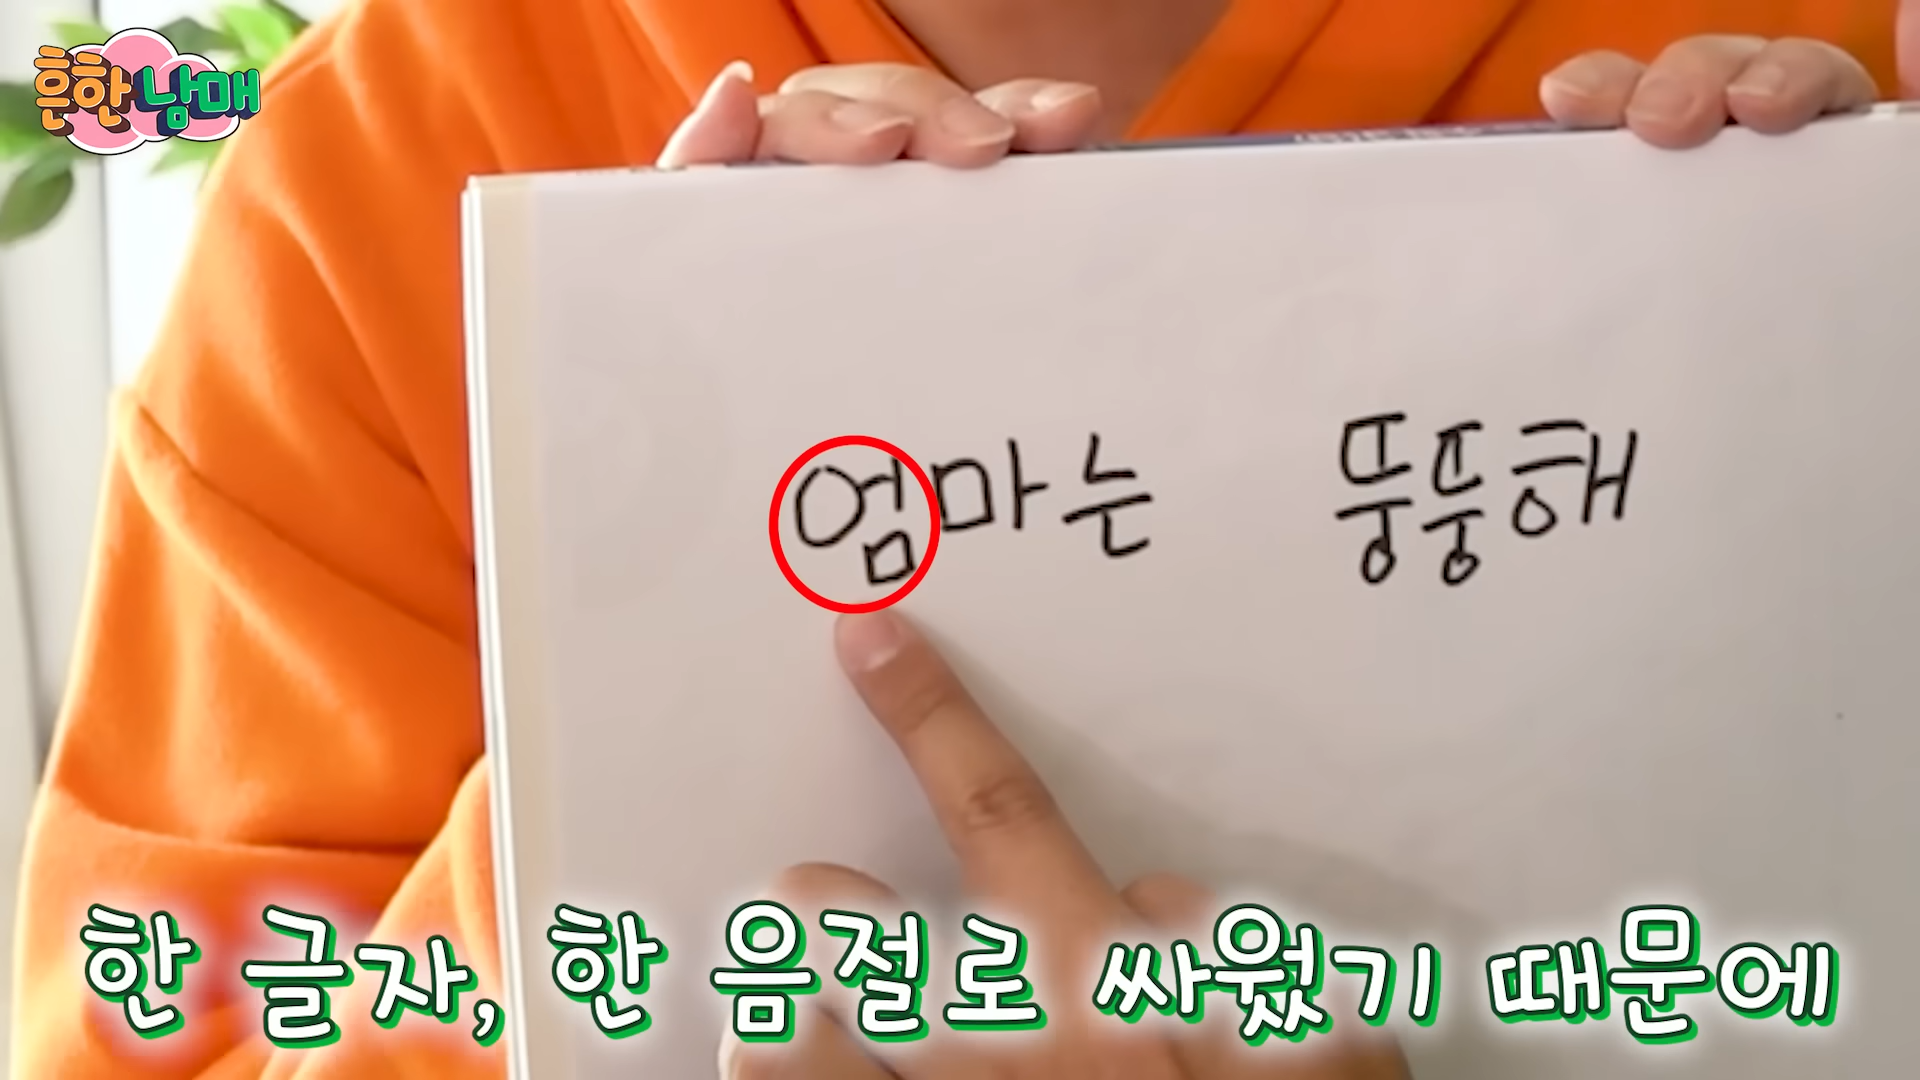 흔한남매
엄마는 뚱뚱해
한 글자, 한 음절로 싸웠기 때문에